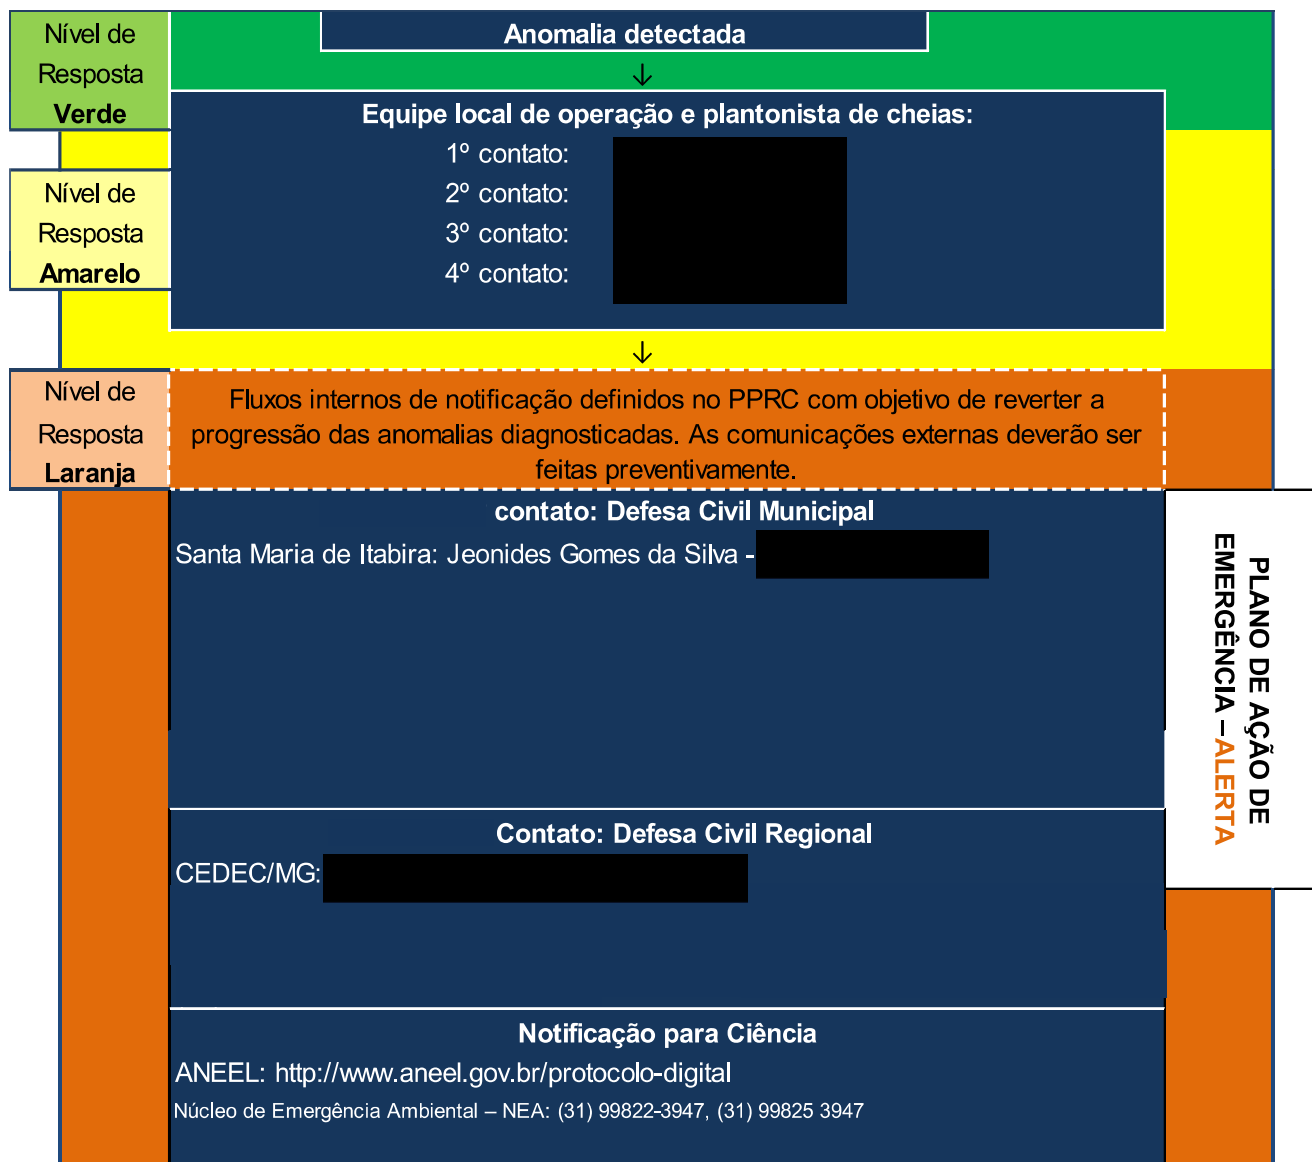 Nível de
Resposta
Verde
Anomalia detectada
↓
Equipe local de operação e plantonista de cheias:
1º contato:
2º contato:
3º contato:
4º contato:
Nível de
Resposta
Amarelo
↓
Nível de
Resposta
Laranja
Fluxos internos de notificação definidos no PPRC com objetivo de reverter a
progressão das anomalias diagnosticadas. As comunicações externas deverão ser
feitas preventivamente.
contato: Defesa Civil Municipal
Santa Maria de Itabira: Jeonides Gomes da Silva -
PLANO DE AÇÃO DE
EMERGÊNCIA – ALERTA
Contato: Defesa Civil Regional
CEDEC/MG:
Notificação para Ciência
ANEEL: http://www.aneel.gov.br/protocolo-digital
Núcleo de Emergência Ambiental – NEA: (31) 99822-3947, (31) 99825 3947